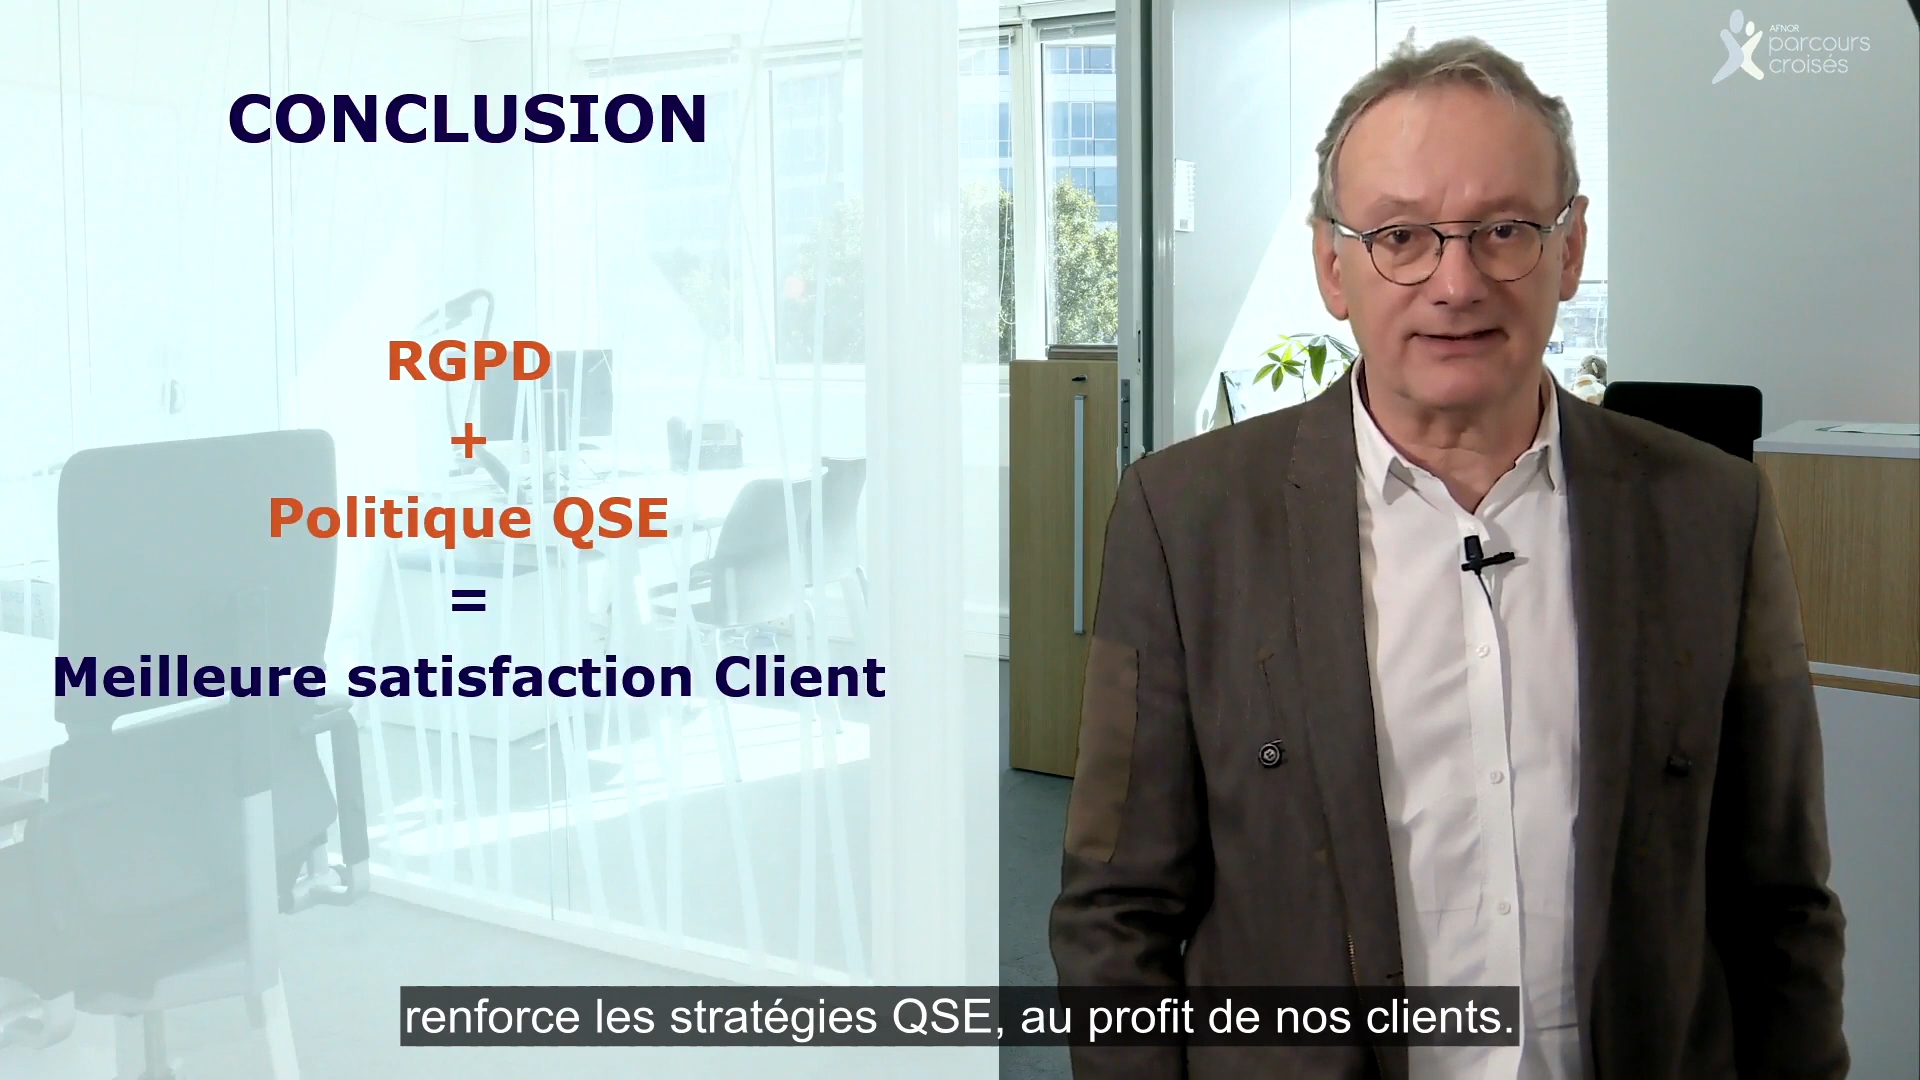 CONCLUSION
RGPD
+
Politique QSE
=
Meilleure satisfaction Client
AFNOR
parcours
croisés
renforce les stratégies QSE, au profit de nos clients.